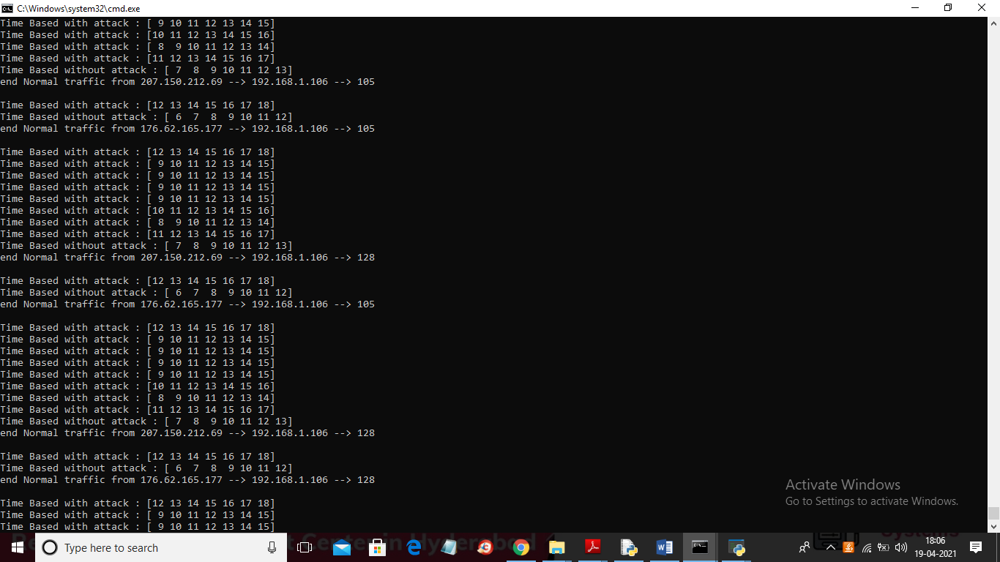 C:\Windows\system32\cmd.exe
Time Based with attack : [ 9 10 11 12 13 14 15]
Time Based with attack : [10 11 12 13 14 15 16]
Time Based with attack : [ 8  9 10 11 12 13 14]
Time Based with attack : [11 12 13 14 15 16 17]
Time Based without attack : [ 7  8  9 10 11 12 13]
end Normal traffic from 207.150.212.69 --> 192.168.1.106 --> 105
Time Based with attack : [12 13 14 15 16 17 18]
Time Based without attack : [ 6  7  8  9 10 11 12]
end Normal traffic from 176.62.165.177 --> 192.168.1.106 --> 105
Time Based with attack : [12 13 14 15 16 17 18]
Time Based with attack : [ 9 10 11 12 13 14 15]
Time Based with attack : [ 9 10 11 12 13 14 15]
Time Based with attack : [ 9 10 11 12 13 14 15]
Time Based with attack : [ 9 10 11 12 13 14 15]
Time Based with attack : [10 11 12 13 14 15 16]
Time Based with attack : [ 8  9 10 11 12 13 14]
Time Based with attack : [11 12 13 14 15 16 17]
Time Based without attack : [ 7  8  9 10 11 12 13]
end Normal traffic from 207.150.212.69 --> 192.168.1.106 --> 128
Time Based with attack : [12 13 14 15 16 17 18]
Time Based without attack : [ 6  7  8  9 10 11 12]
end Normal traffic from 176.62.165.177 --> 192.168.1.106 --> 105
Time Based with attack : [12 13 14 15 16 17 18]
Time Based with attack : [ 9 10 11 12 13 14 15]
Time Based with attack : [ 9 10 11 12 13 14 15]
Time Based with attack : [ 9 10 11 12 13 14 15]
Time Based with attack : [ 9 10 11 12 13 14 15]
Time Based with attack : [10 11 12 13 14 15 16]
Time Based with attack : [ 8  9 10 11 12 13 14]
Time Based with attack : [11 12 13 14 15 16 17]
Time Based without attack : [ 7  8  9 10 11 12 13]
end Normal traffic from 207.150.212.69 --> 192.168.1.106 --> 128
Time Based with attack : [12 13 14 15 16 17 18]
Time Based without attack : [ 6  7  8  9 10 11 12]
end Normal traffic from 176.62.165.177 --> 192.168.1.106 --> 128
Time Based with attack : [12 13 14 15 16 17 18]
Time Based with attack : [ 9 10 11 12 13 14 15]
Time Based with attack : [ 9 10 11 12 13 14 15]
Activate Windows
Go to Settings to activate Windows.
Systems
Center in Hyderabad
Type here to search
18:06
19-04-2021